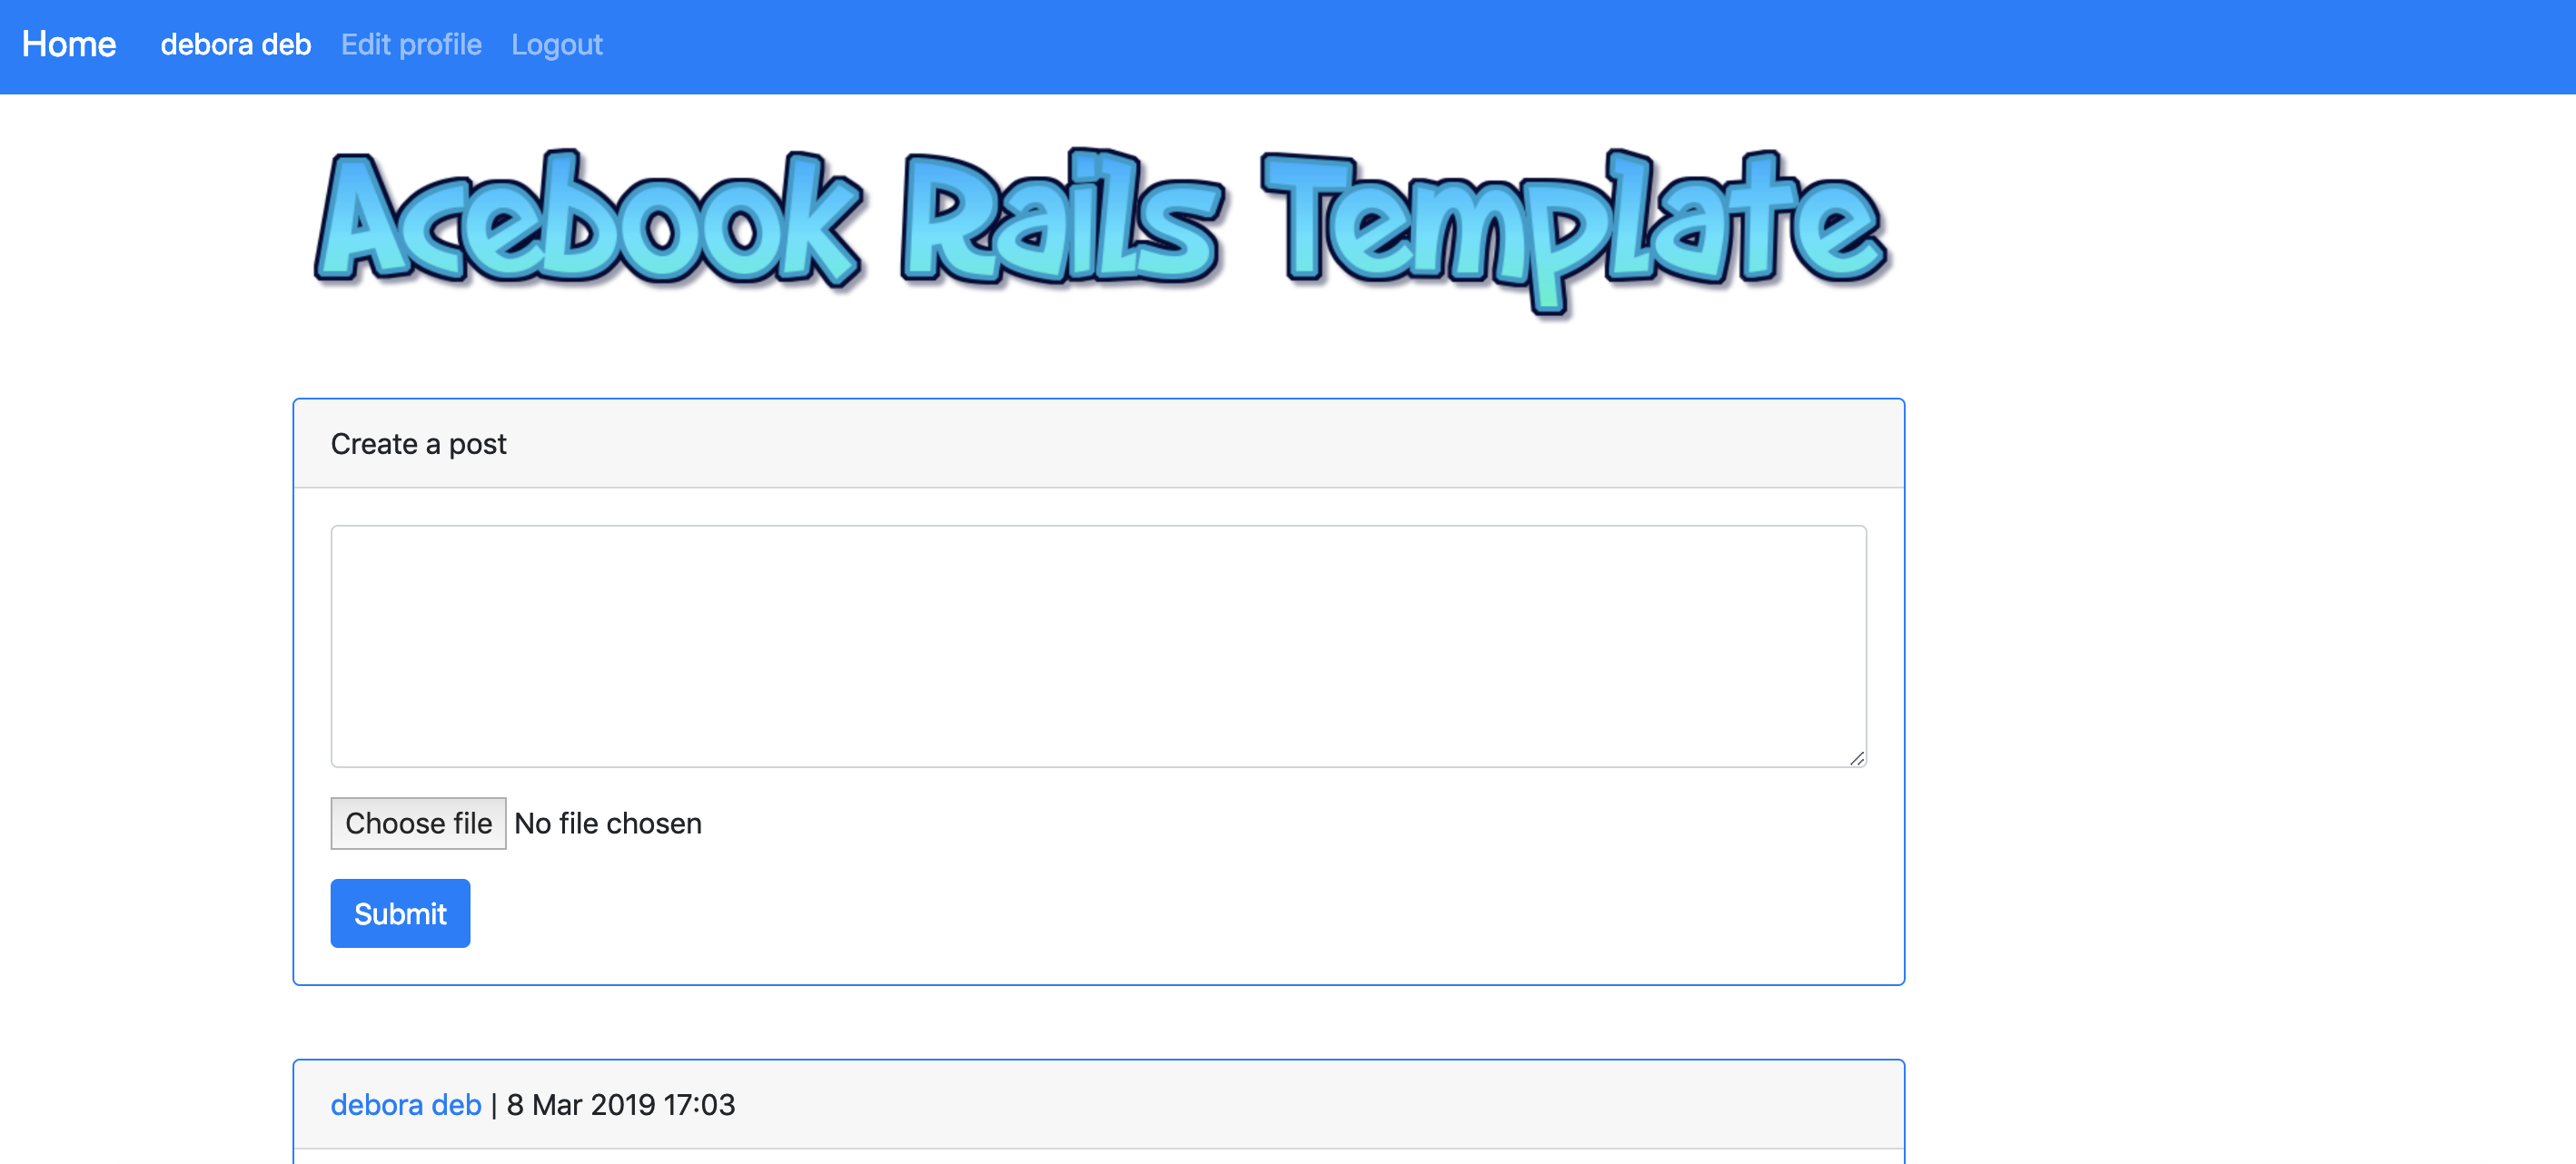 Home debora deb Edit profile Logout
Acebook Rails Template
Create a post
Choose file No file chosen
Submit
debora deb | 8 Mar 2019 17:03